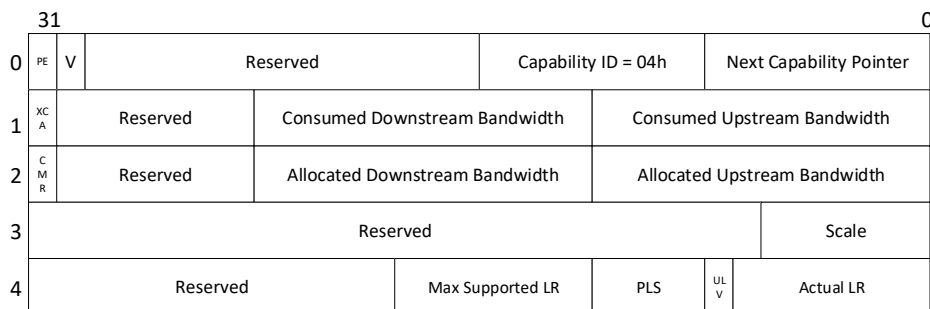 31 0
0 PE V Reserved Capability ID = 04h Next Capability Pointer
1 XC A Reserved Consumed Downstream Bandwidth Consumed Upstream Bandwidth
2 C M R Reserved Allocated Downstream Bandwidth Allocated Upstream Bandwidth
3 Reserved Scale
4 Reserved Max Supported LR PLS UL V Actual LR